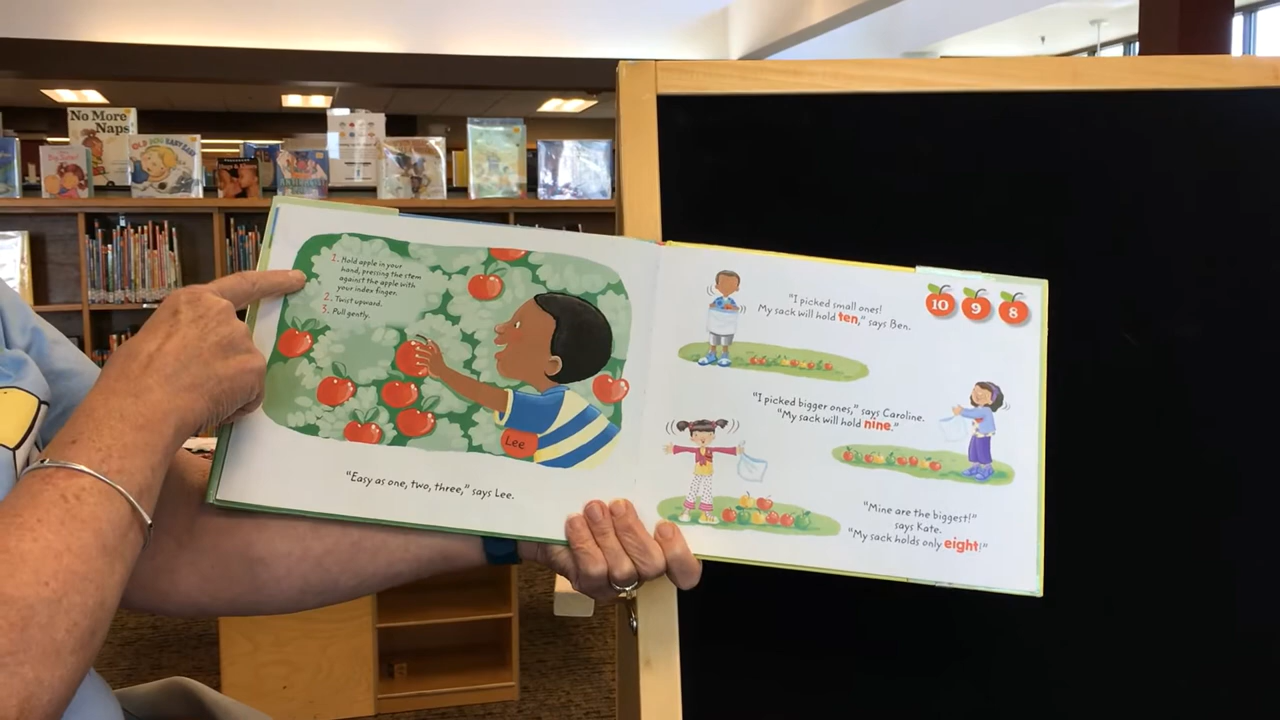 No More
Naps!
1. Hold apple in your
hand, pressing the stem
against the apple with
your index finger.
2. Twist upward.
3. Pull gently.
Lee
"Easy as one, two, three," says Lee.
10 9 8
"I picked small ones!
My sack will hold ten," says Ben.
"I picked bigger ones," says Caroline.
"My sack will hold nine."
"Mine are the biggest!"
says Kate.
"My sack holds only eight!"